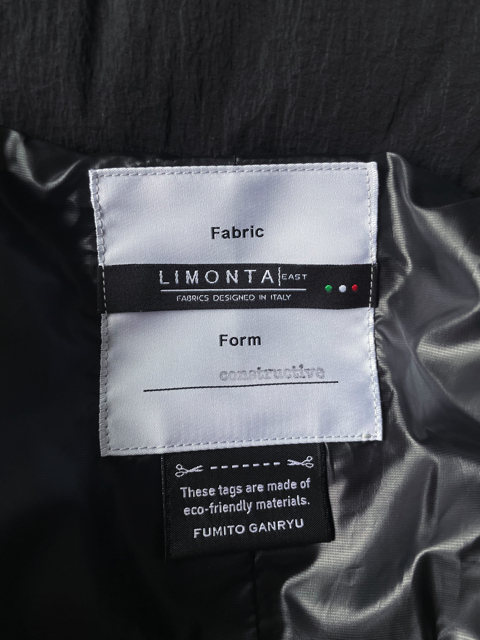 Fabric
LIMONTA|EAST
FABRICS DESIGNED IN ITALY
Form
constructive
These tags are made of
eco-friendly materials.
FUMITO GANRYU